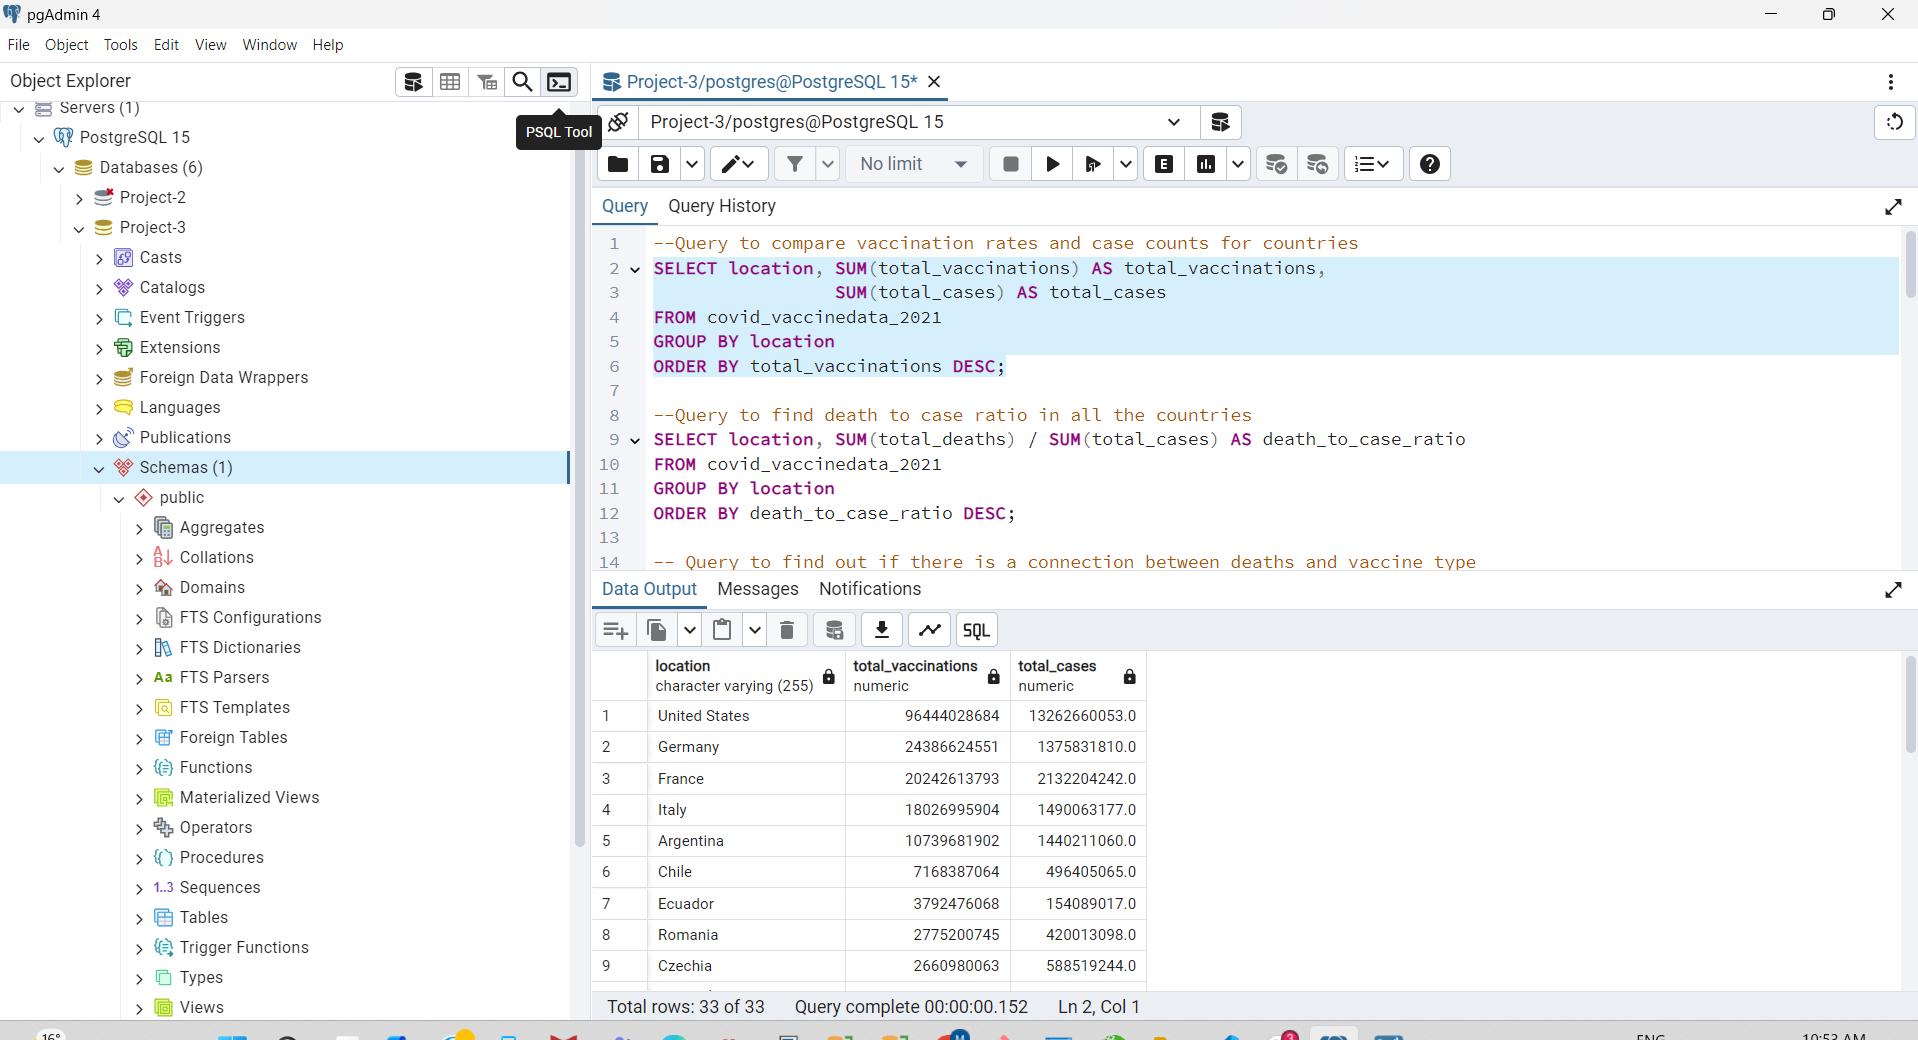 pgAdmin 4
File Object Tools Edit View Window Help
Object Explorer
PSQL Tool
Servers (1)
PostgreSQL 15
Databases (6)
Project-2
Project-3
Casts
Catalogs
Event Triggers
Extensions
Foreign Data Wrappers
Languages
Publications
Schemas (1)
public
Aggregates
Collations
Domains
FTS Configurations
FTS Dictionaries
Aa FTS Parsers
FTS Templates
Foreign Tables
Functions
Materialized Views
Operators
Procedures
1..3 Sequences
Tables
Trigger Functions
Types
Views
Project-3/postgres@PostgreSQL 15*
Project-3/postgres@PostgreSQL 15
No limit
E
Query Query History
1 --Query to compare vaccination rates and case counts for countries
2 SELECT location, SUM(total_vaccinations) AS total_vaccinations,
3 SUM(total_cases) AS total_cases
4 FROM covid_vaccinedata_2021
5 GROUP BY location
6 ORDER BY total_vaccinations DESC;
7
8 --Query to find death to case ratio in all the countries
9 SELECT location, SUM(total_deaths) / SUM(total_cases) AS death_to_case_ratio
10 FROM covid_vaccinedata_2021
11 GROUP BY location
12 ORDER BY death_to_case_ratio DESC;
13
14 -- Query to find out if there is a connection between deaths and vaccine type
Data Output Messages Notifications
SQL
location total_vaccinations total_cases
character varying (255) numeric numeric
1 United States 96444028684 13262660053.0
2 Germany 24386624551 1375831810.0
3 France 20242613793 2132204242.0
4 Italy 18026995904 1490063177.0
5 Argentina 10739681902 1440211060.0
6 Chile 7168387064 496405065.0
7 Ecuador 3792476068 154089017.0
8 Romania 2775200745 420013098.0
9 Czechia 2660980063 588519244.0
Total rows: 33 of 33 Query complete 00:00:00.152 Ln 2, Col 1
16° ENG 10:53 AM